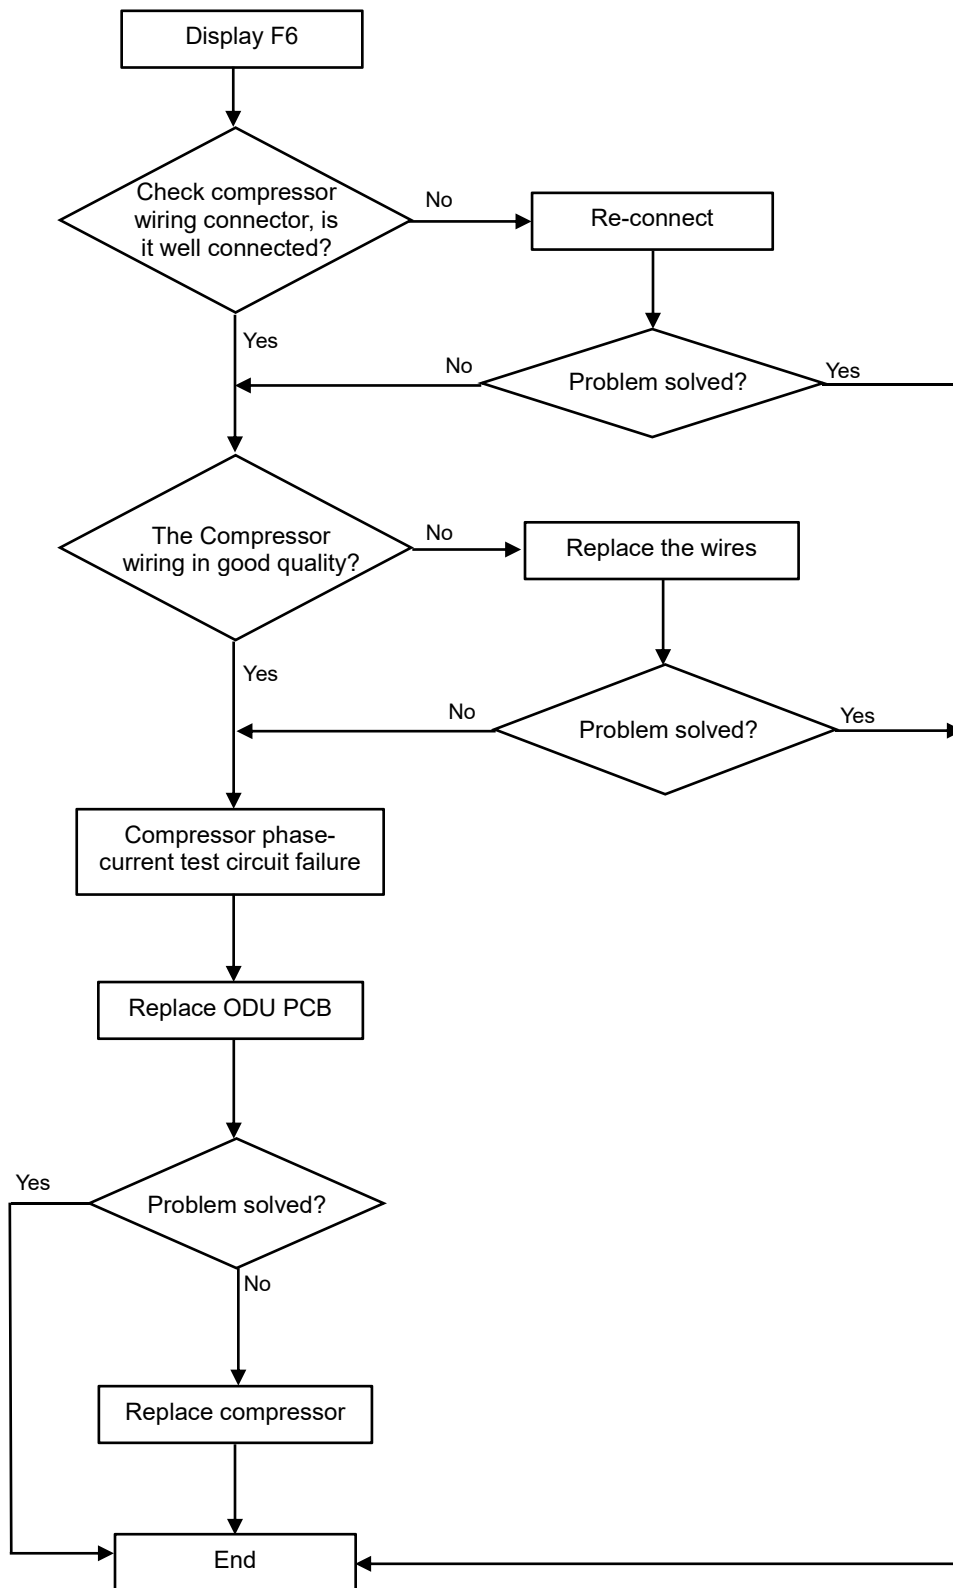 Display F6
Check compressor
wiring connector, is
it well connected?
No
Re-connect
Yes
No
Problem solved?
Yes
The Compressor
wiring in good quality?
No
Replace the wires
Yes
No
Problem solved?
Yes
Compressor phase-
current test circuit failure
Replace ODU PCB
Yes
Problem solved?
No
Replace compressor
End